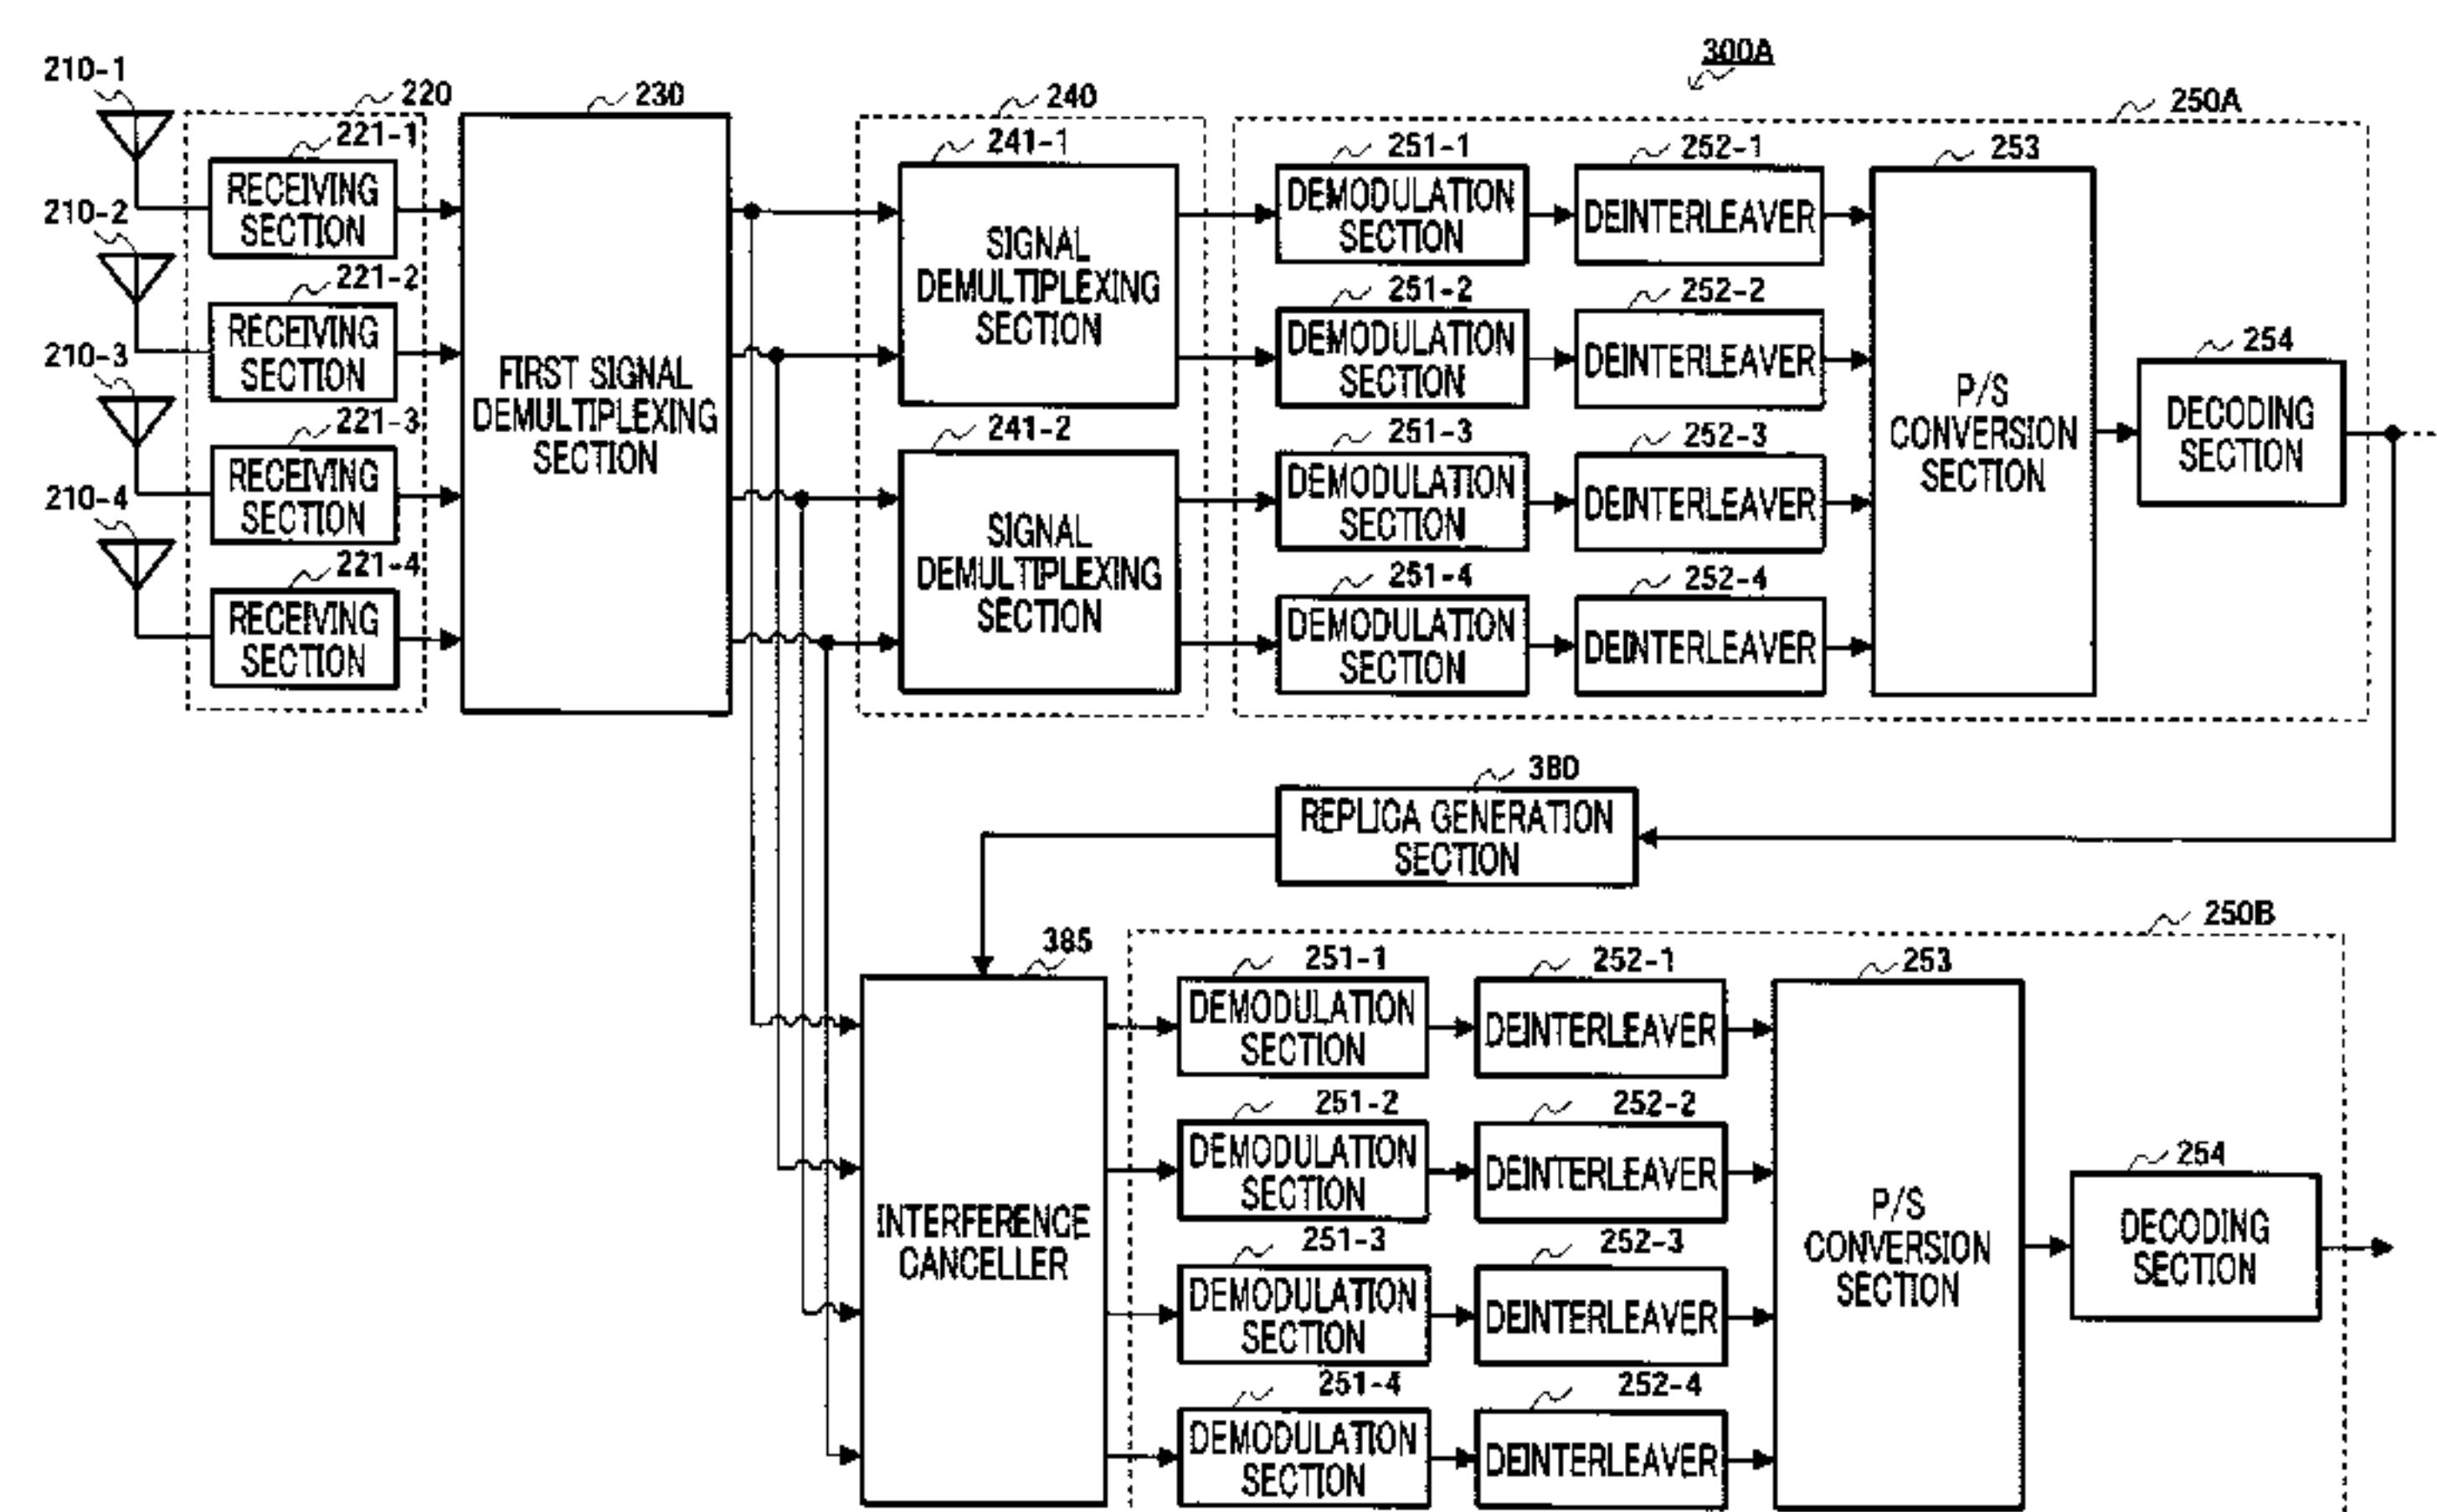 300A
210-1
220
230
240
250A
221-1
241-1
251-1
252-1
253
RECEIVING
SECTION
210-2
DEMODULATION
SECTION
DEINTERLEAVER
SIGNAL
DEMULTIPLEXING
SECTION
221-2
251-2
252-2
RECEIVING
SECTION
210-3
DEMODULATION
SECTION
DEINTERLEAVER
254
FIRST SIGNAL
DEMULTIPLEXING
SECTION
P/S
CONVERSION
SECTION
DECODING
SECTION
221-3
241-2
251-3
252-3
RECEIVING
SECTION
210-4
DEMODULATION
SECTION
DEINTERLEAVER
SIGNAL
DEMULTIPLEXING
SECTION
221-4
251-4
252-4
RECEIVING
SECTION
DEMODULATION
SECTION
DEINTERLEAVER
380
REPLICA GENERATION
SECTION
250B
385
251-1
252-1
253
DEMODULATION
SECTION
DEINTERLEAVER
251-2
252-2
DEMODULATION
SECTION
DEINTERLEAVER
254
INTERFERENCE
CANCELLER
P/S
CONVERSION
SECTION
DECODING
SECTION
251-3
252-3
DEMODULATION
SECTION
DEINTERLEAVER
251-4
252-4
DEMODULATION
SECTION
DEINTERLEAVER